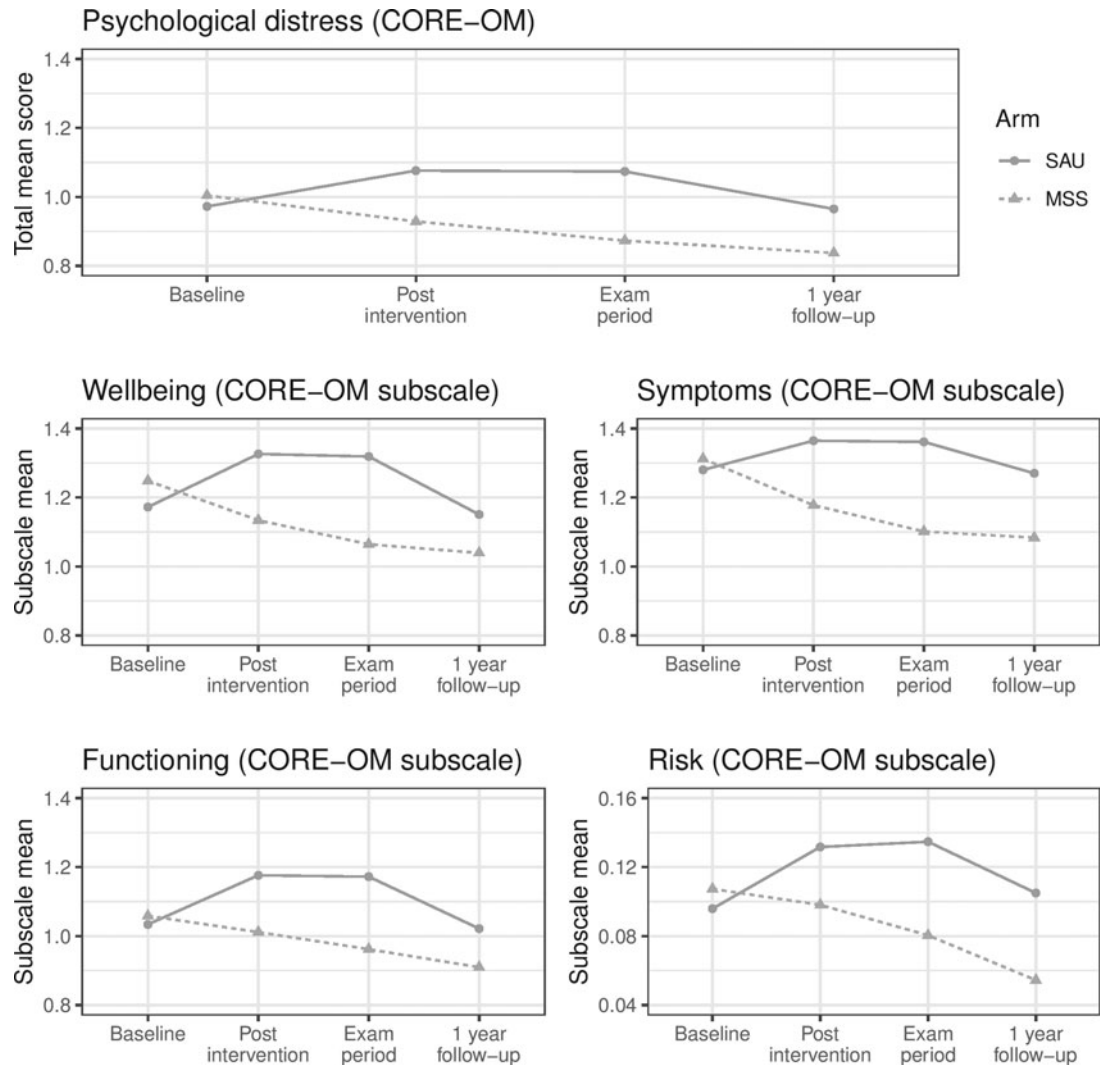 Psychological distress (CORE−OM)
Total mean score
1.4
1.2
1.0
0.8
Baseline
Post
intervention
Exam
period
1 year
follow−up
Arm
SAU
MSS
Wellbeing (CORE−OM subscale)
Subscale mean
1.4
1.2
1.0
0.8
Baseline
Post
intervention
Exam
period
1 year
follow−up
Symptoms (CORE−OM subscale)
Subscale mean
1.4
1.2
1.0
0.8
Baseline
Post
intervention
Exam
period
1 year
follow−up
Functioning (CORE−OM subscale)
Subscale mean
1.4
1.2
1.0
0.8
Baseline
Post
intervention
Exam
period
1 year
follow−up
Risk (CORE−OM subscale)
Subscale mean
0.16
0.12
0.08
0.04
Baseline
Post
intervention
Exam
period
1 year
follow−up